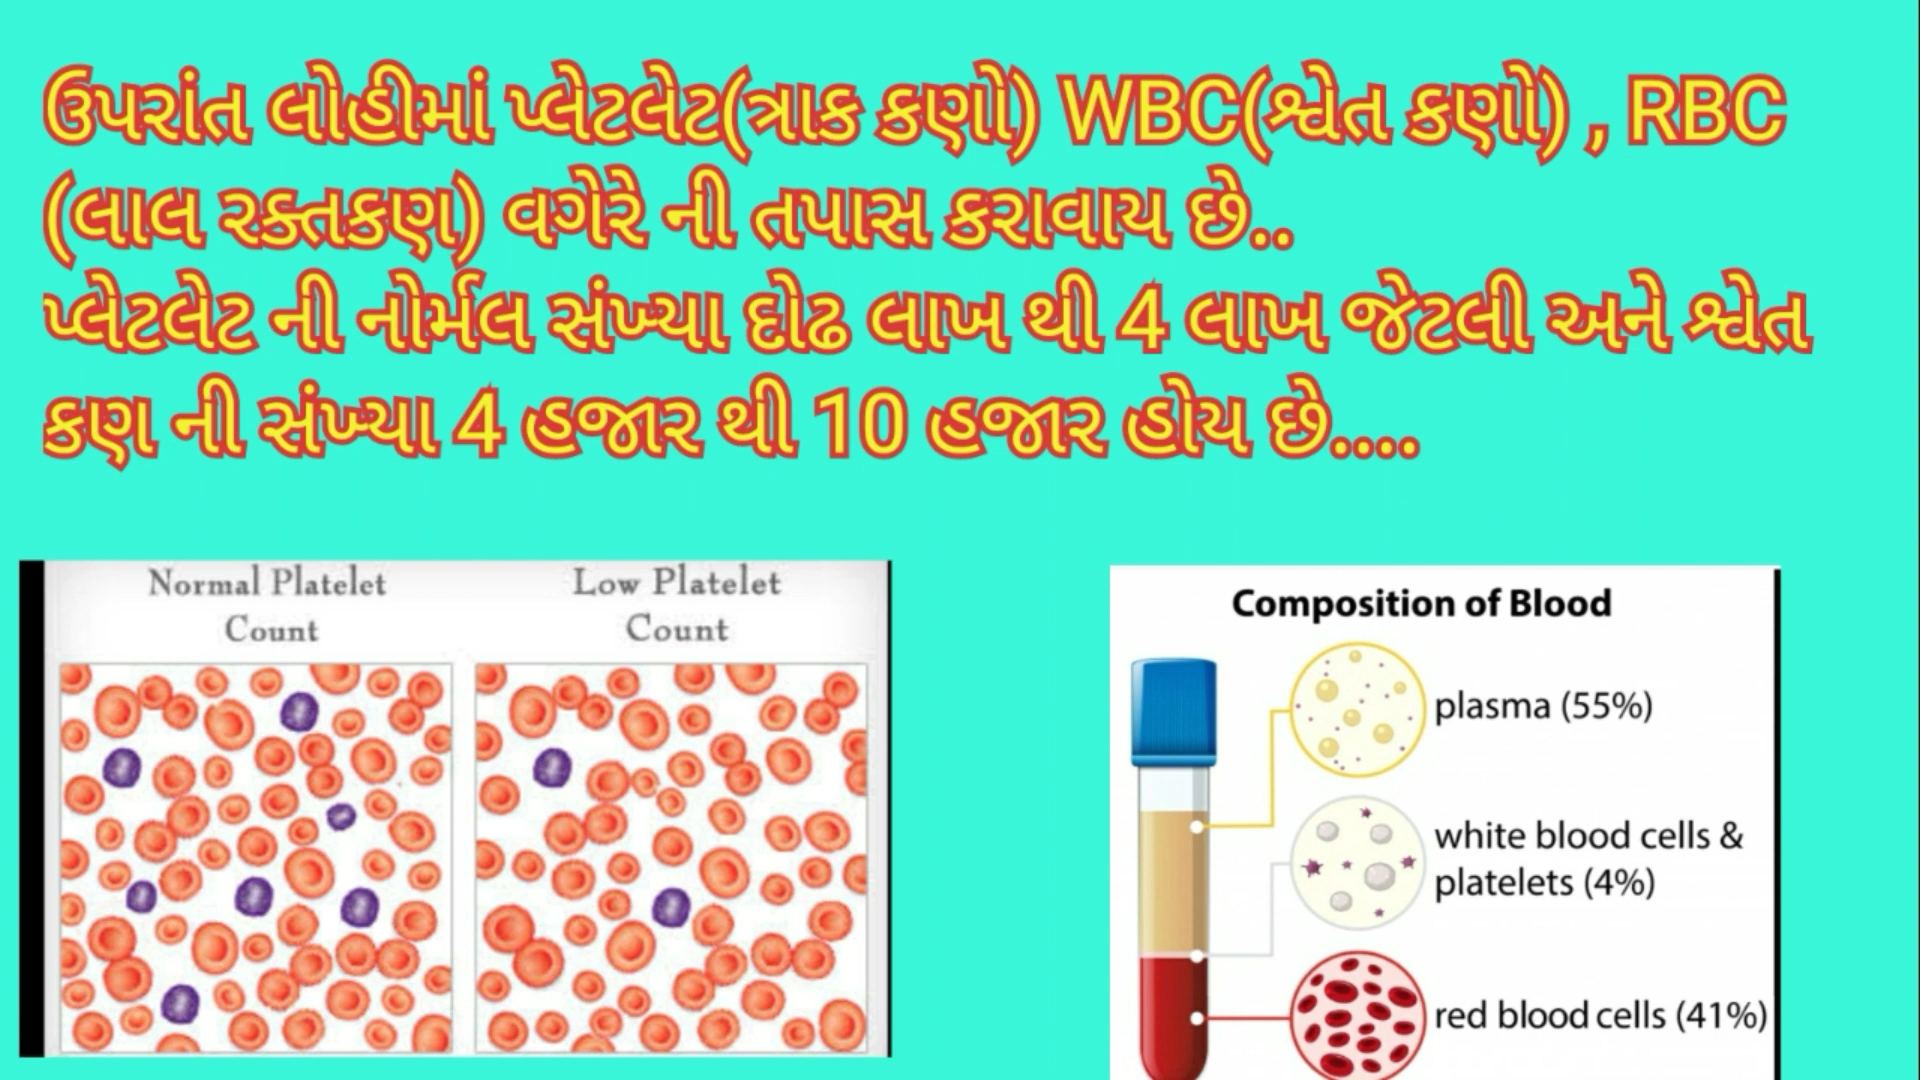 ઉપરાંત લોહીમાં પ્લેટલેટ(ત્રાક કણો) WBC(શ્વેત કણો) , RBC
(લાલ રક્તકણ) વગેરે ની તપાસ કરાવાય છે..
પ્લેટલેટ ની નોર્મલ સંખ્યા દોઢ લાખ થી 4 લાખ જેટલી અને શ્વેત
કણ ની સંખ્યા 4 હજાર થી 10 હજાર હોય છે....
Normal Platelet
Count
Low Platelet
Count
Composition of Blood
plasma (55%)
white blood cells &
platelets (4%)
red blood cells (41%)